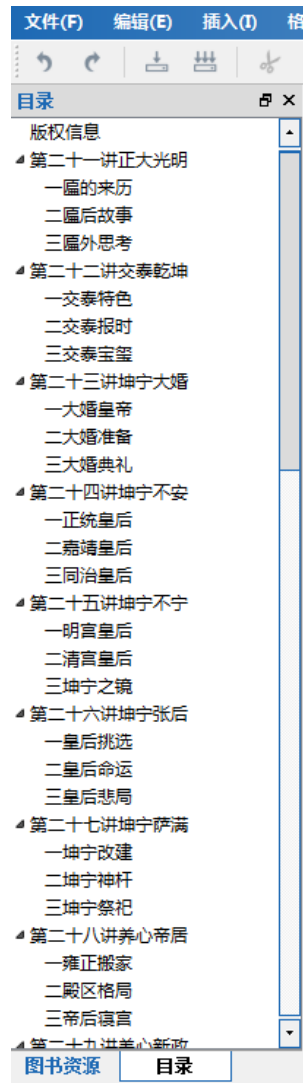 文件(F) 编辑(E) 插入(I) 格
目录
版权信息
第二十一讲正大光明
一匾的来历
二匾后故事
三匾外思考
第二十二讲交泰乾坤
一交泰特色
二交泰报时
三交泰宝玺
第二十三讲坤宁大婚
一大婚皇帝
二大婚准备
三大婚典礼
第二十四讲坤宁不安
一正统皇后
二嘉靖皇后
三同治皇后
第二十五讲坤宁不宁
一明宫皇后
二清宫皇后
三坤宁之镜
第二十六讲坤宁张后
一皇后挑选
二皇后命运
三皇后悲局
第二十七讲坤宁萨满
一坤宁改建
二坤宁神杆
三坤宁祭祀
第二十八讲养心帝居
一雍正搬家
二殿区格局
三帝后寝宫
第二十九讲养心新政
图书资源 目录